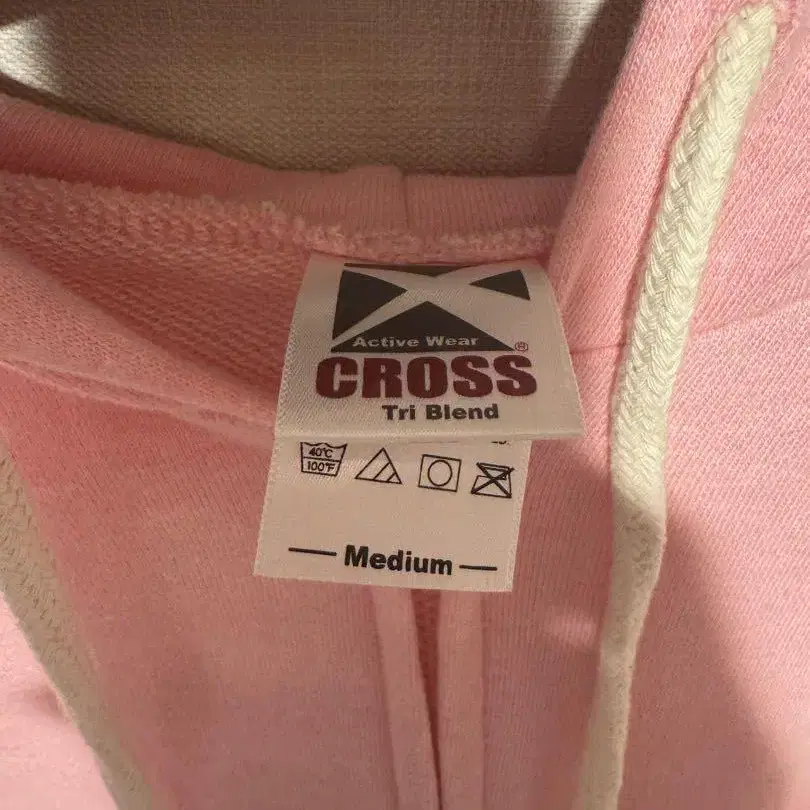 Active Wear
®
CROSS
Tri Blend
40°C
100°F
Medium